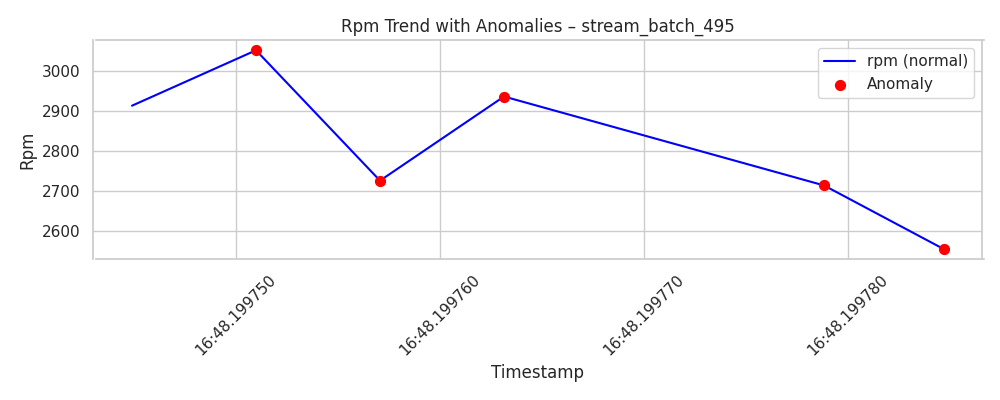 Rpm Trend with Anomalies – stream_batch_495
rpm (normal)
Anomaly
Rpm
3000
2900
2800
2700
2600
16:48.199750
16:48.199760
16:48.199770
16:48.199780
Timestamp